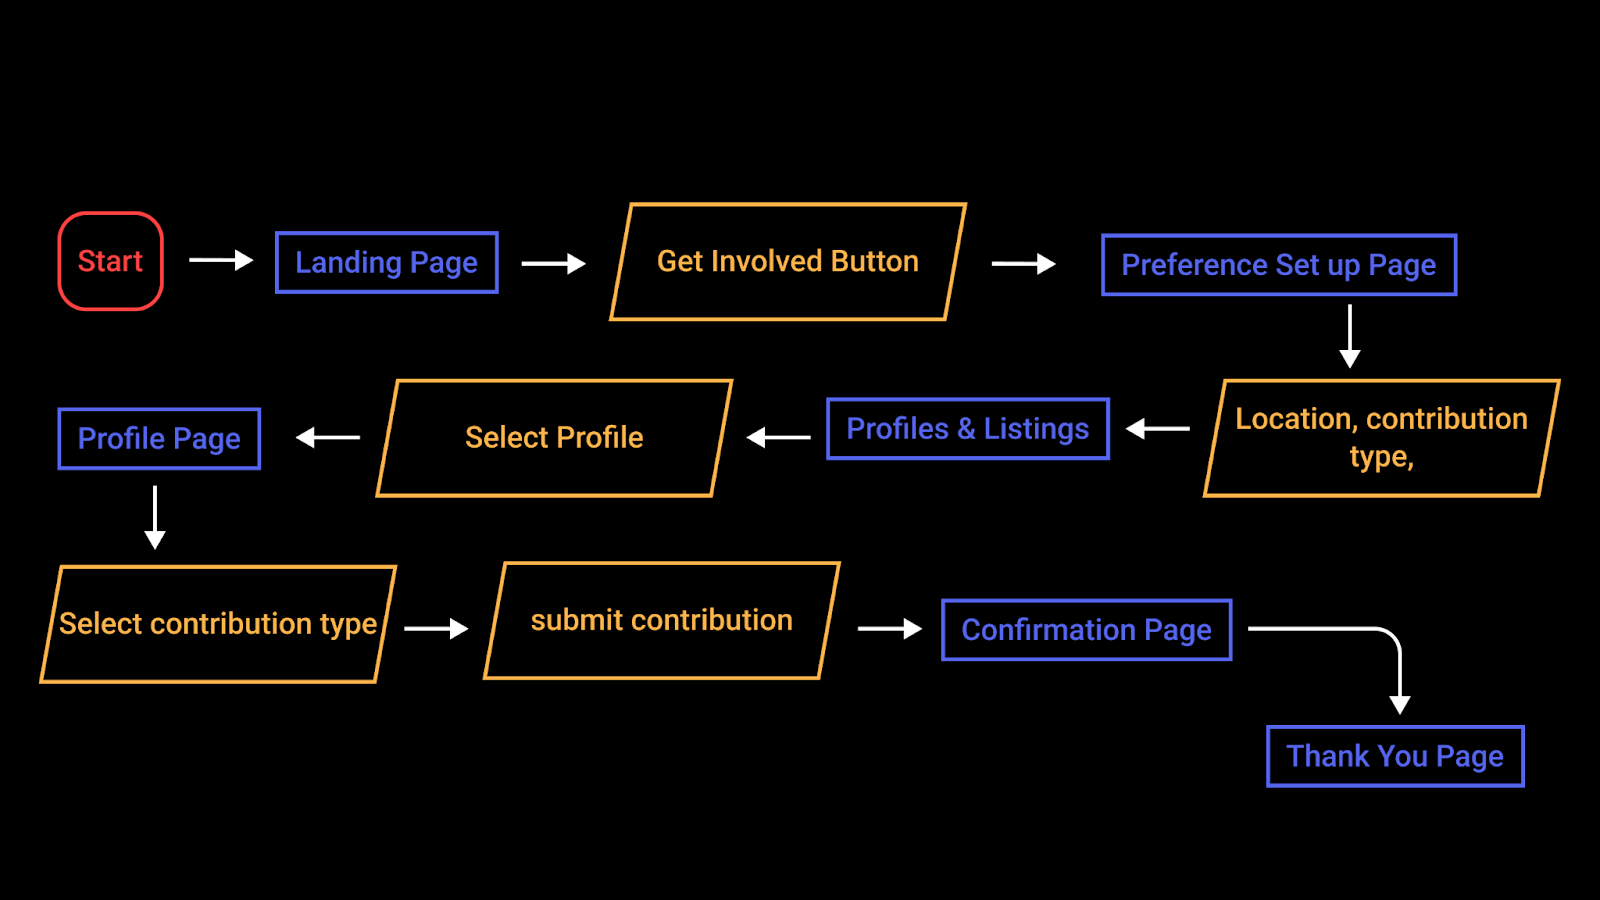 Start
Landing Page
Get Involved Button
Preference Set up Page
Profile Page
Select Profile
Profiles & Listings
Location, contribution
type,
Select contribution type
submit contribution
Confirmation Page
Thank You Page